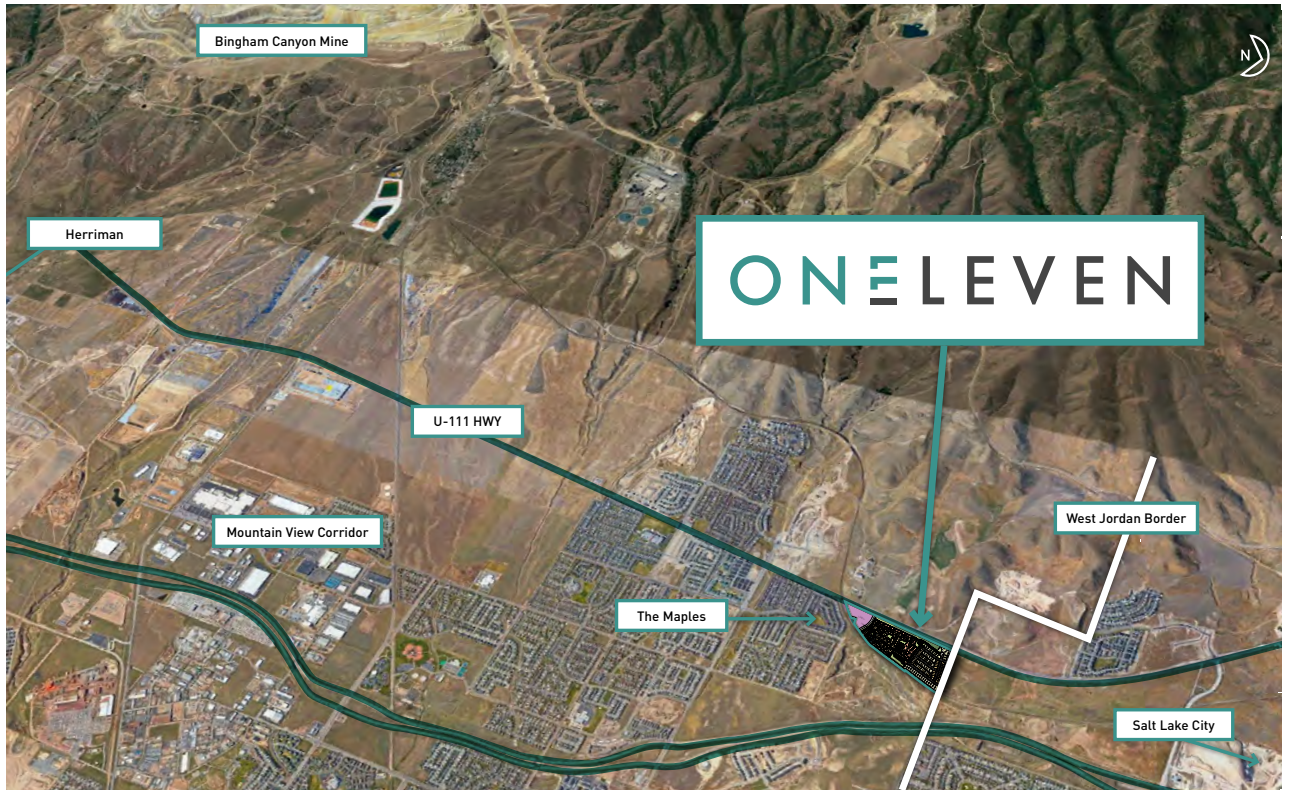 Bingham Canyon Mine
N
Herriman
ONELEVEN
U-111 HWY
West Jordan Border
Mountain View Corridor
The Maples
Salt Lake City